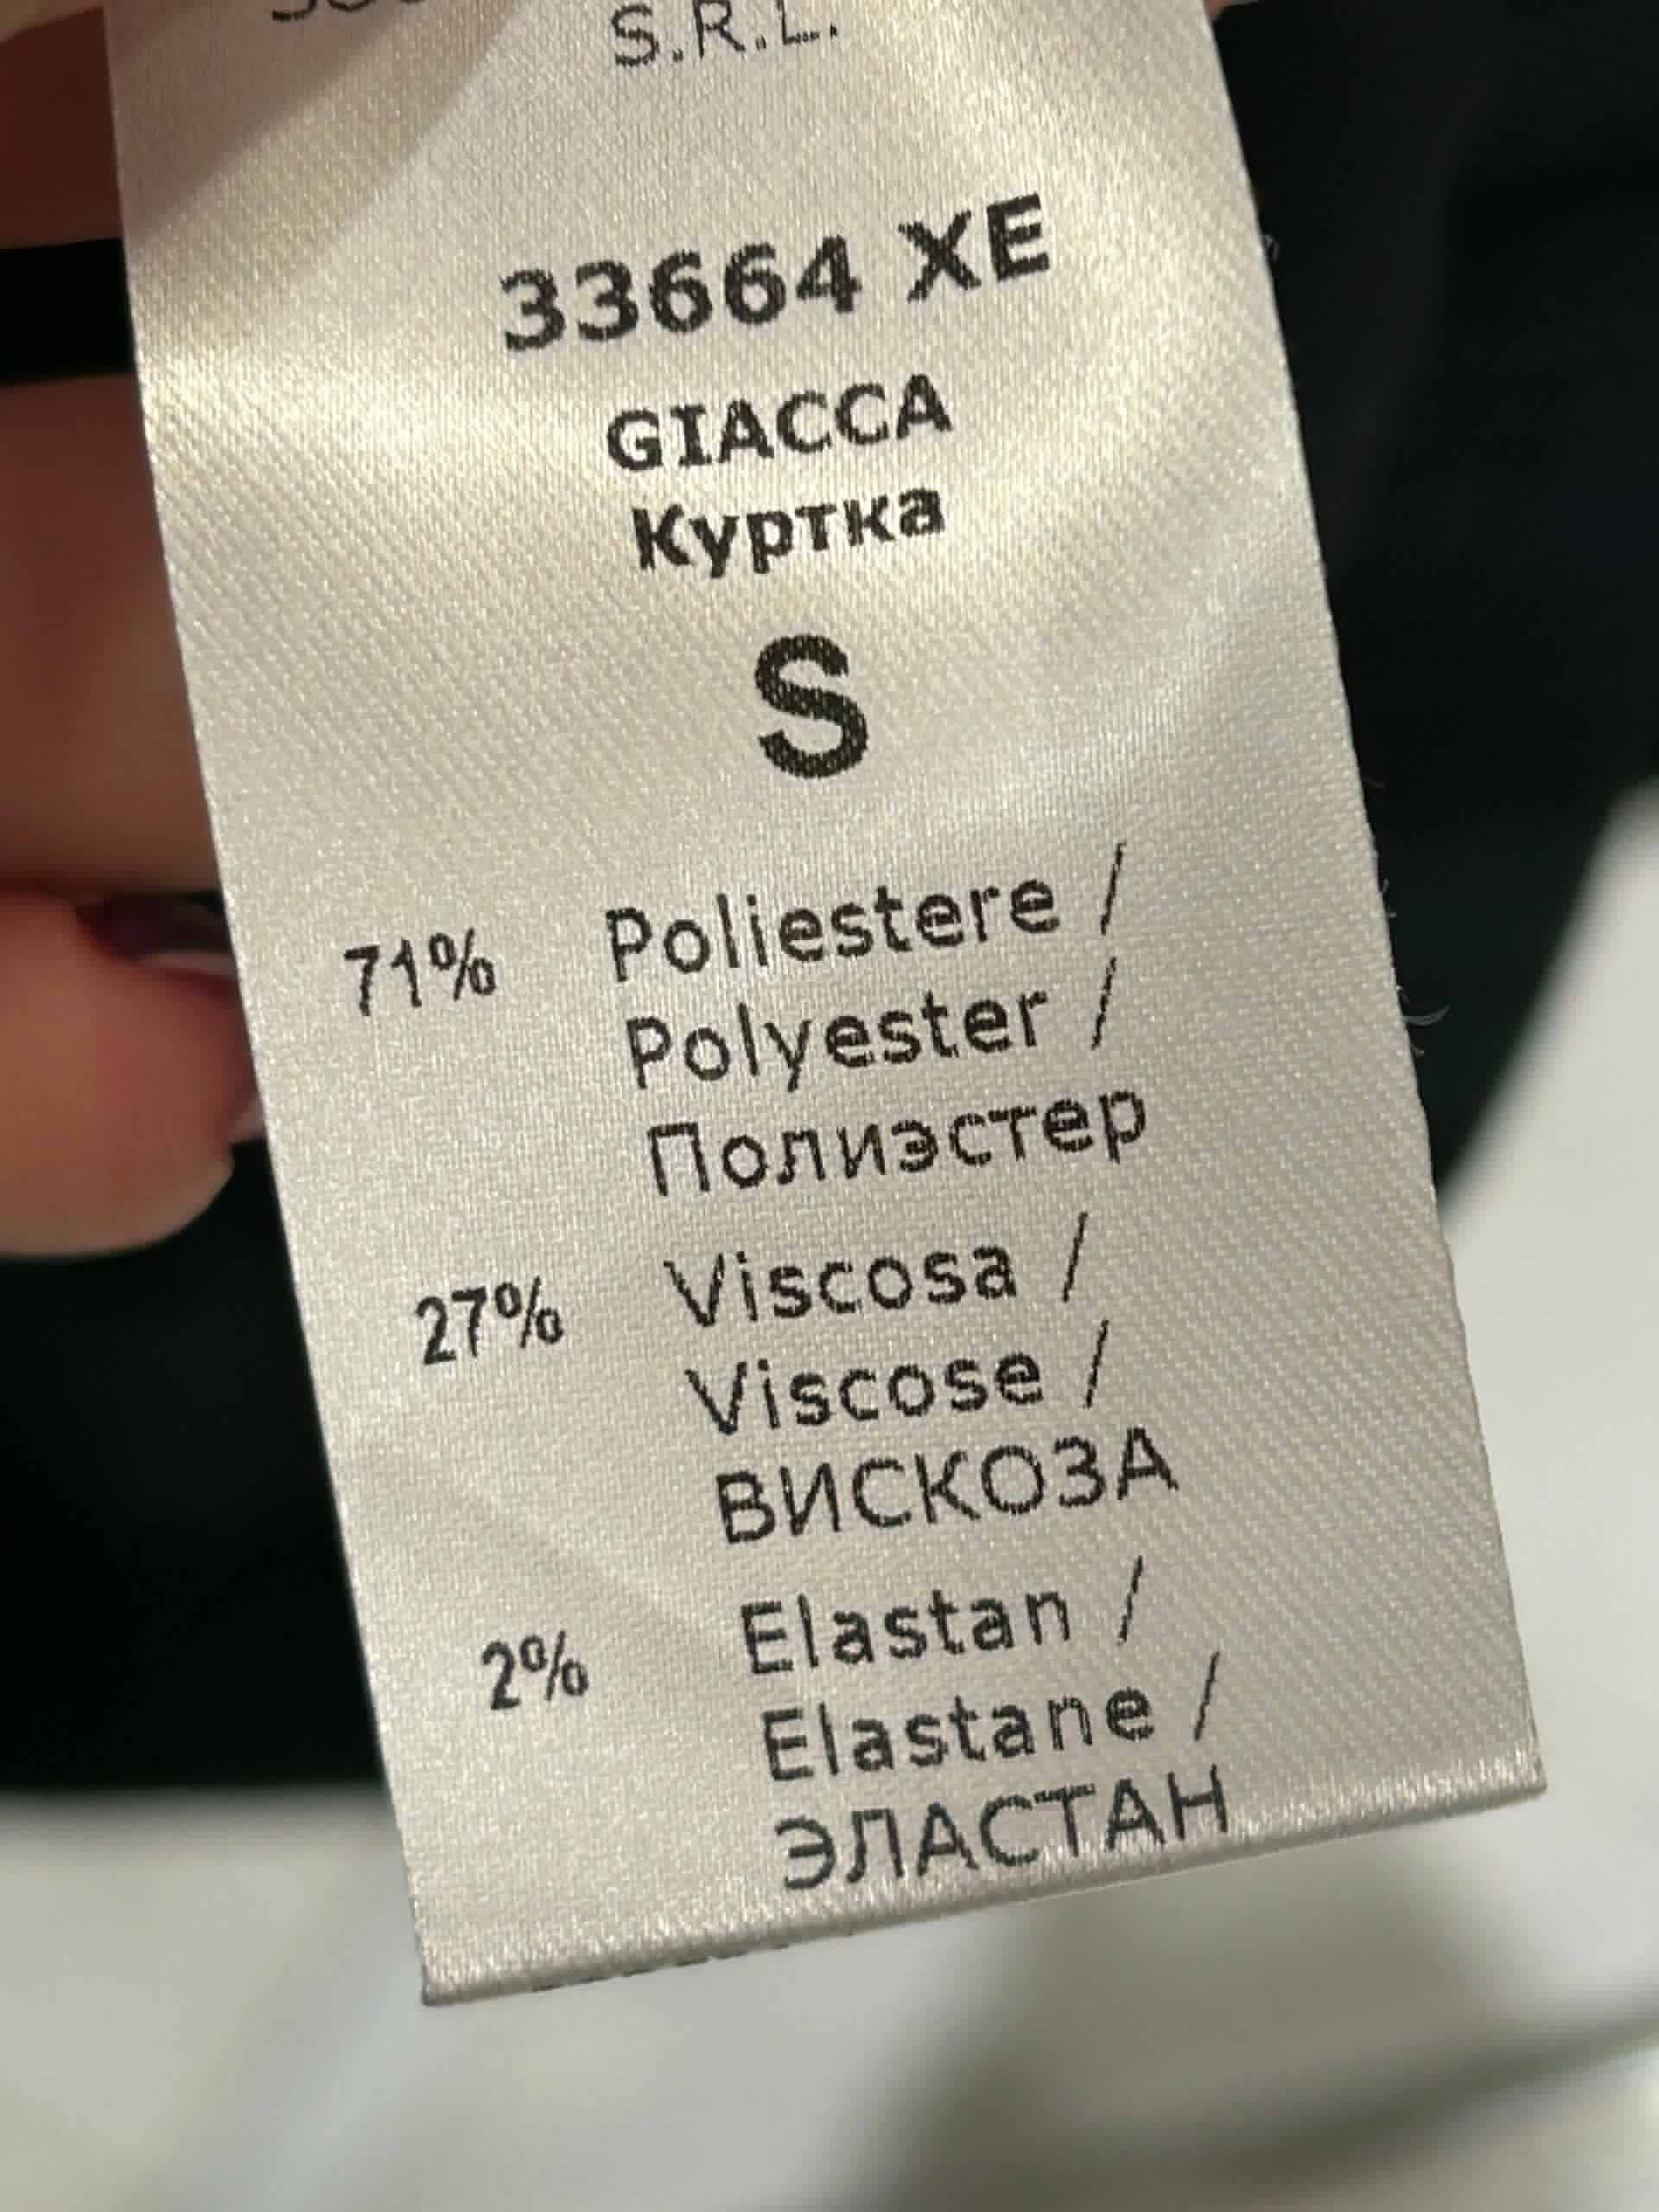 S.R.L.
33664 XE
GIACCA
Куртка
S
71% Poliestere /
Polyester /
Полиэстер
27% Viscosa /
Viscose /
ВИСКОЗА
2% Elastan /
Elastane /
ЭЛАСТАН